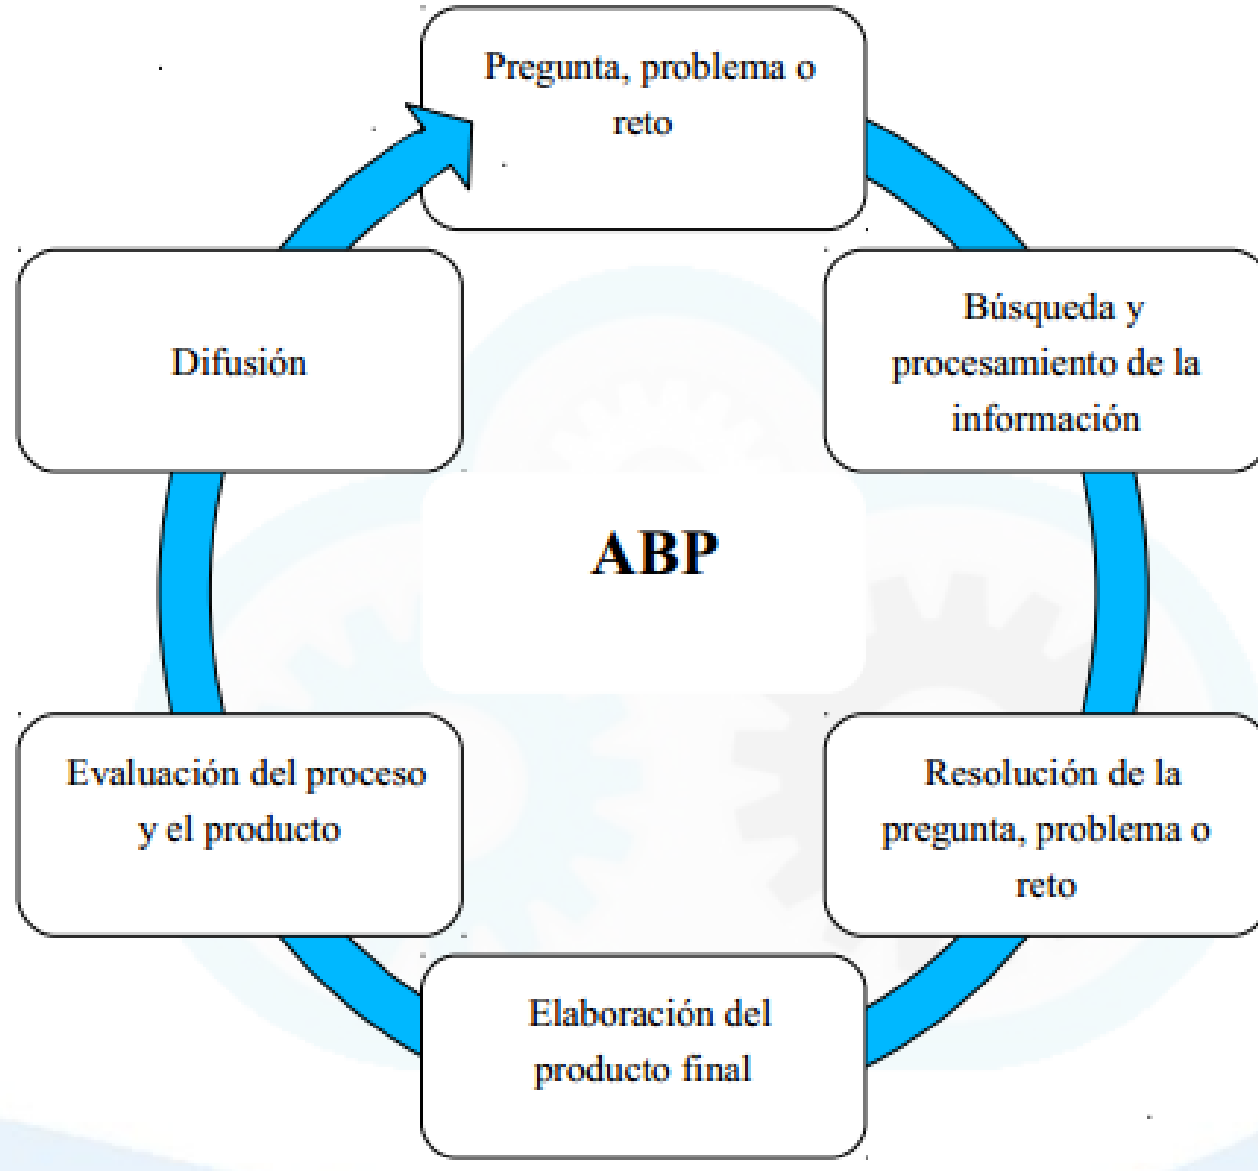 Pregunta, problema o
reto
Búsqueda y
procesamiento de la
información
Difusión
ABP
Evaluación del proceso
y el producto
Resolución de la
pregunta, problema o
reto
Elaboración del
producto final